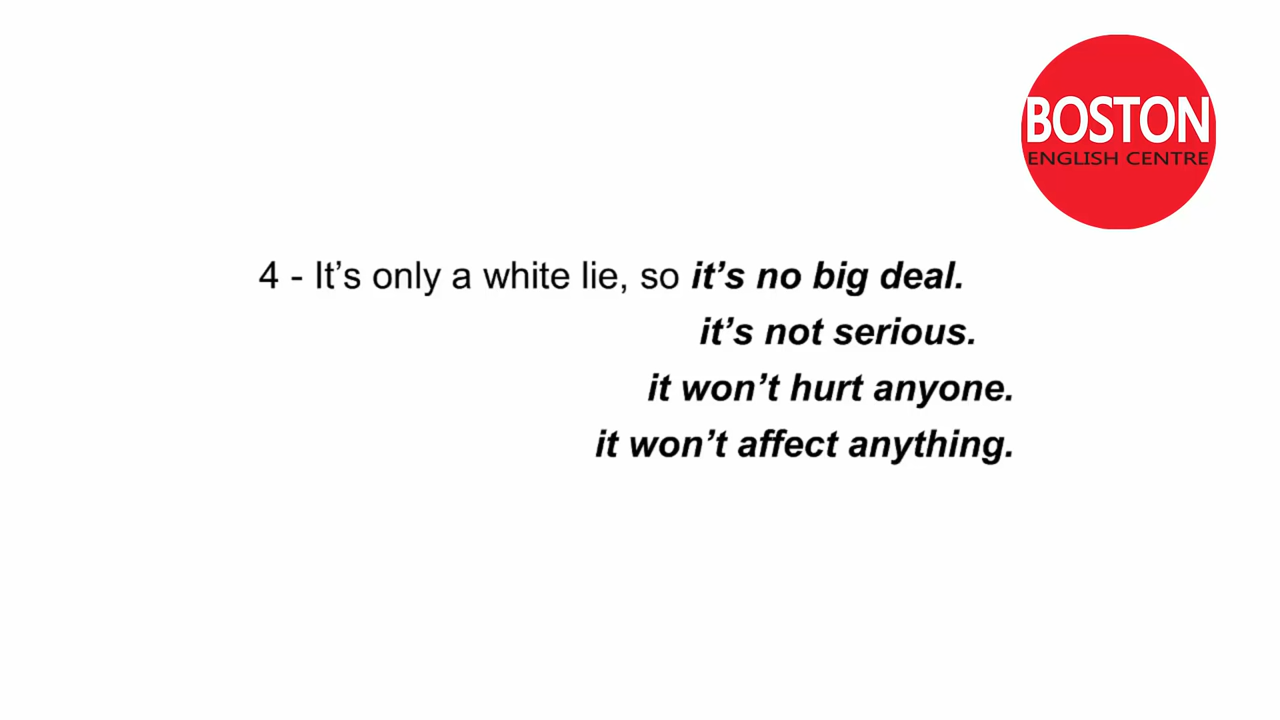 BOSTON
ENGLISH CENTRE
4 - It’s only a white lie, so it’s no big deal.
it’s not serious.
it won’t hurt anyone.
it won’t affect anything.